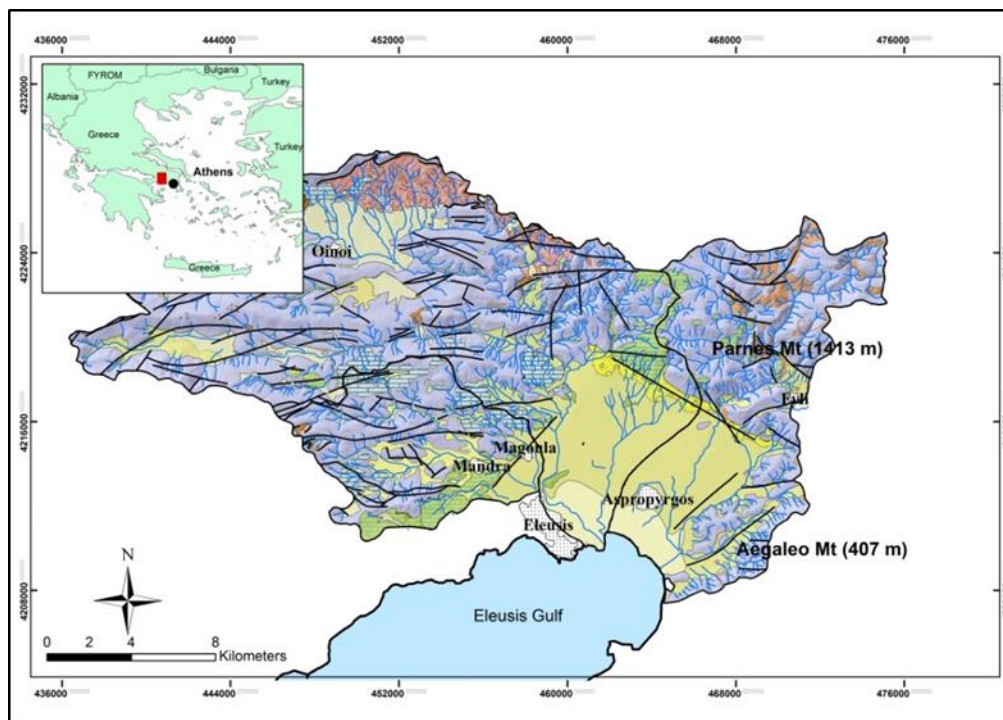 436000
444000
452000
460000
468000
476000
4232000
4224000
4216000
4208000
FYROM
Bulgaria
Turkey
Albania
Greece
Turkey
Athens
Greece
Oinoi
Parnes Mt (1413 m)
Fyli
Magoula
Mandra
Aspropyrgos
Eleusis
Aegaleo Mt (407 m)
Eleusis Gulf
N
0 2 4 8
Kilometers
436000
444000
452000
460000
468000
476000